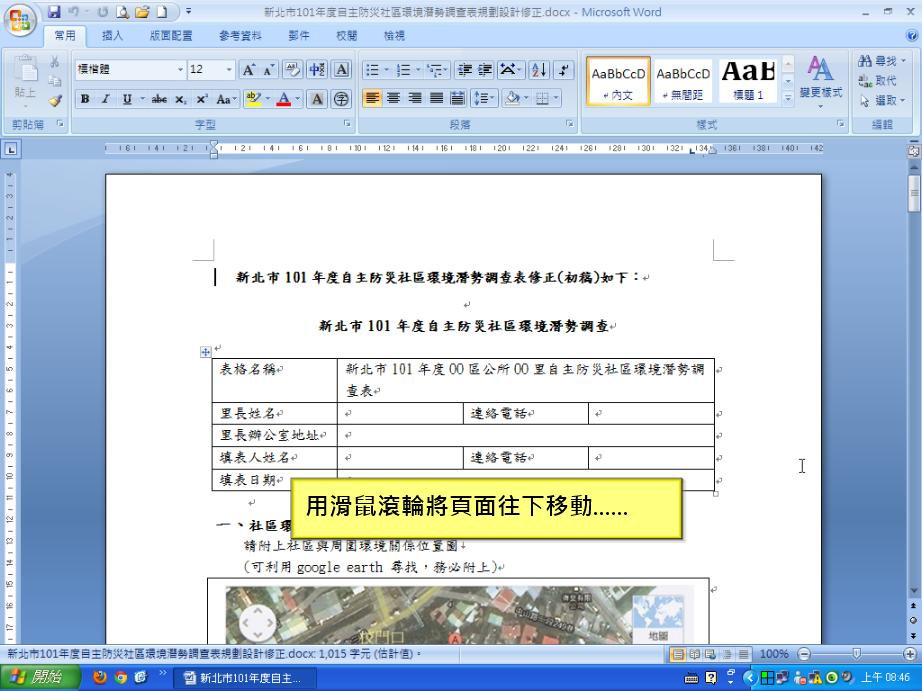 新北市101年度自主防災社區環境潛勢調查表規劃設計修正.docx - Microsoft Word
常用 插入 版面配置 參考資料 郵件 校閱 檢視
貼上
標楷體 12
B I U abc x₂ x² Aa
AaBbCcD AaBbCcD AaBb
內文 無間距 標題 1
變更樣式
尋找
取代
選取
剪貼簿 字型 段落 樣式 編輯
新北市 101 年度自主防災社區環境潛勢調查表修正(初稿)如下：
新北市 101 年度自主防災社區環境潛勢調查
表格名稱 新北市 101 年度 OO 區公所 OO 里自主防災社區環境潛勢調
查表
里長姓名 連絡電話
里長辦公室地址
填表人姓名 連絡電話
填表日期
用滑鼠滾輪將頁面往下移動......
一、社區環
請附上社區與周圍環境關係位置圖
(可利用 google earth 尋找，務必附上)
地圖
新北市101年度自主防災社區環境潛勢調查表規劃設計修正.docx: 1,015 字元 (估計值)。
100%
開始
新北市101年度自主...
上午 08:46